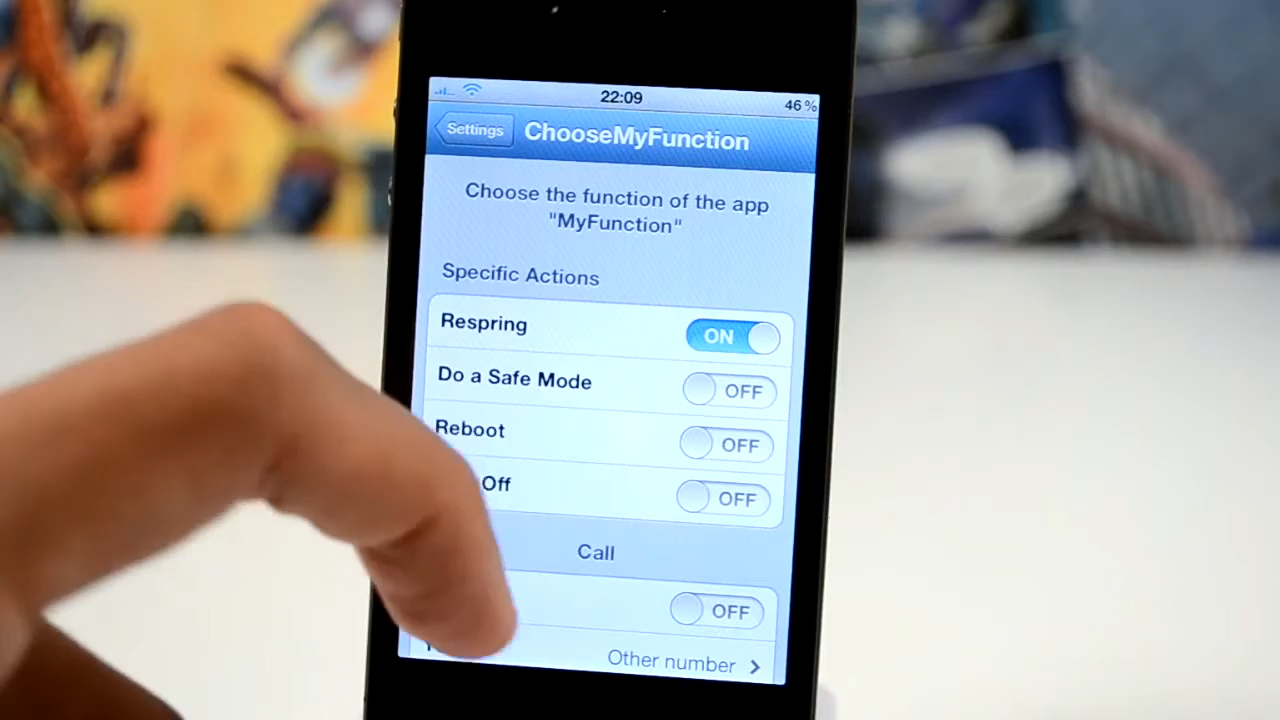 22:09
46%
Settings
ChooseMyFunction
Choose the function of the app
"MyFunction"
Specific Actions
Respring ON
Do a Safe Mode OFF
Reboot OFF
Off OFF
Call
OFF
Other number